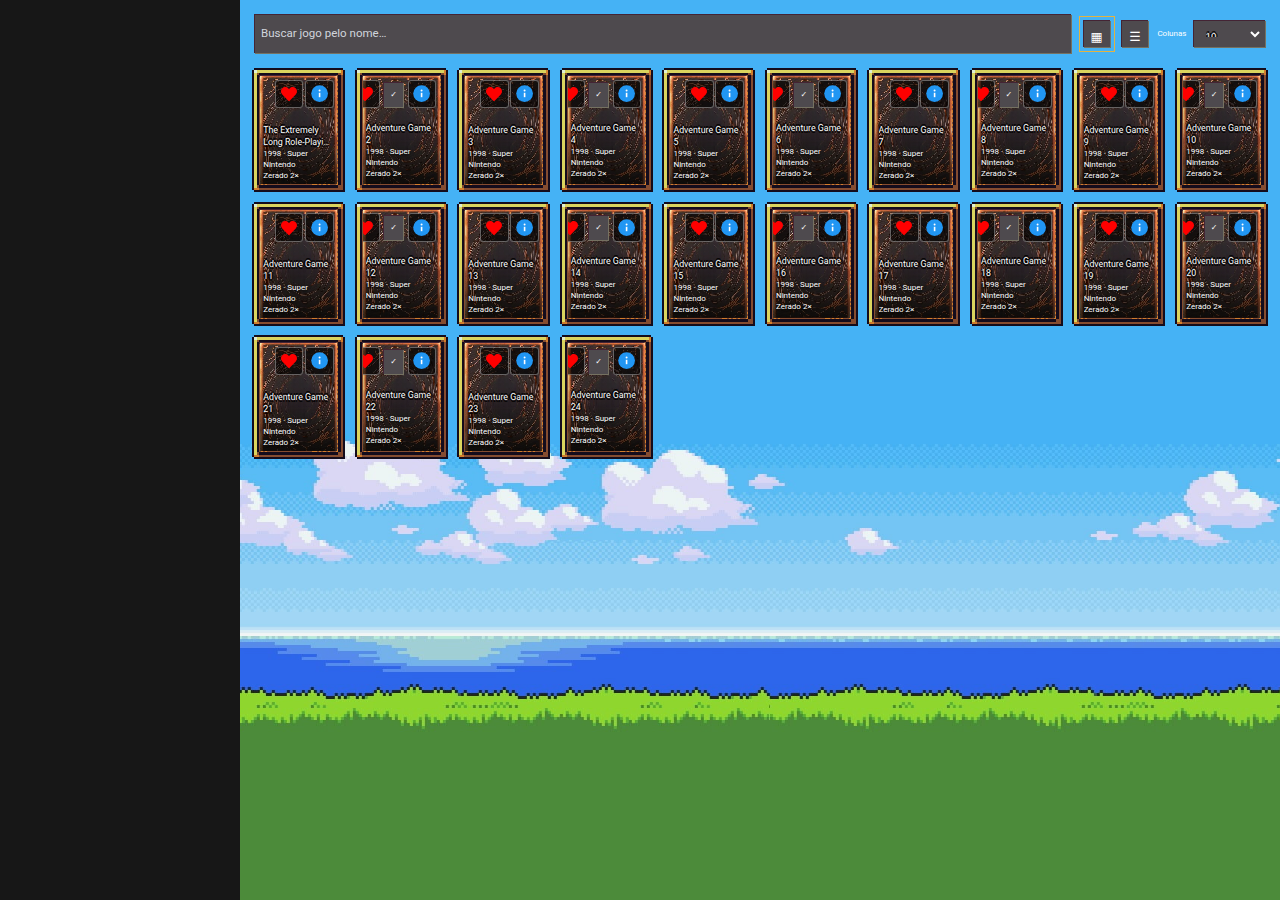 Buscar jogo pelo nome...
Colunas
10
The Extremely
Long Role-Playi...
1998 · Super
Nintendo
Zerado 2×
Adventure Game
2
1998 · Super
Nintendo
Zerado 2×
Adventure Game
3
1998 · Super
Nintendo
Zerado 2×
Adventure Game
4
1998 · Super
Nintendo
Zerado 2×
Adventure Game
5
1998 · Super
Nintendo
Zerado 2×
Adventure Game
6
1998 · Super
Nintendo
Zerado 2×
Adventure Game
7
1998 · Super
Nintendo
Zerado 2×
Adventure Game
8
1998 · Super
Nintendo
Zerado 2×
Adventure Game
9
1998 · Super
Nintendo
Zerado 2×
Adventure Game
10
1998 · Super
Nintendo
Zerado 2×
Adventure Game
11
1998 · Super
Nintendo
Zerado 2×
Adventure Game
12
1998 · Super
Nintendo
Zerado 2×
Adventure Game
13
1998 · Super
Nintendo
Zerado 2×
Adventure Game
14
1998 · Super
Nintendo
Zerado 2×
Adventure Game
15
1998 · Super
Nintendo
Zerado 2×
Adventure Game
16
1998 · Super
Nintendo
Zerado 2×
Adventure Game
17
1998 · Super
Nintendo
Zerado 2×
Adventure Game
18
1998 · Super
Nintendo
Zerado 2×
Adventure Game
19
1998 · Super
Nintendo
Zerado 2×
Adventure Game
20
1998 · Super
Nintendo
Zerado 2×
Adventure Game
21
1998 · Super
Nintendo
Zerado 2×
Adventure Game
22
1998 · Super
Nintendo
Zerado 2×
Adventure Game
23
1998 · Super
Nintendo
Zerado 2×
Adventure Game
24
1998 · Super
Nintendo
Zerado 2×